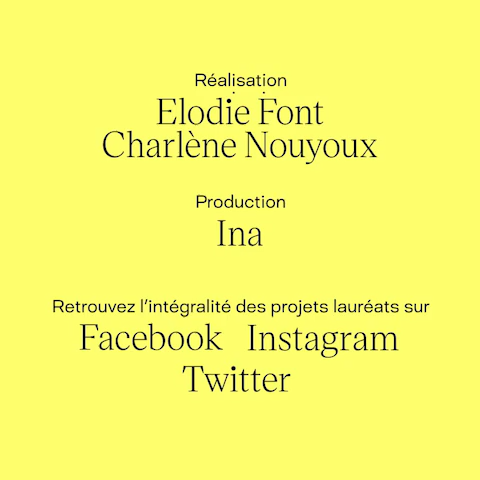 Réalisation
Elodie Font
Charlène Nouyoux
Production
Ina
Retrouvez l’intégralité des projets lauréats sur
Facebook Instagram
Twitter